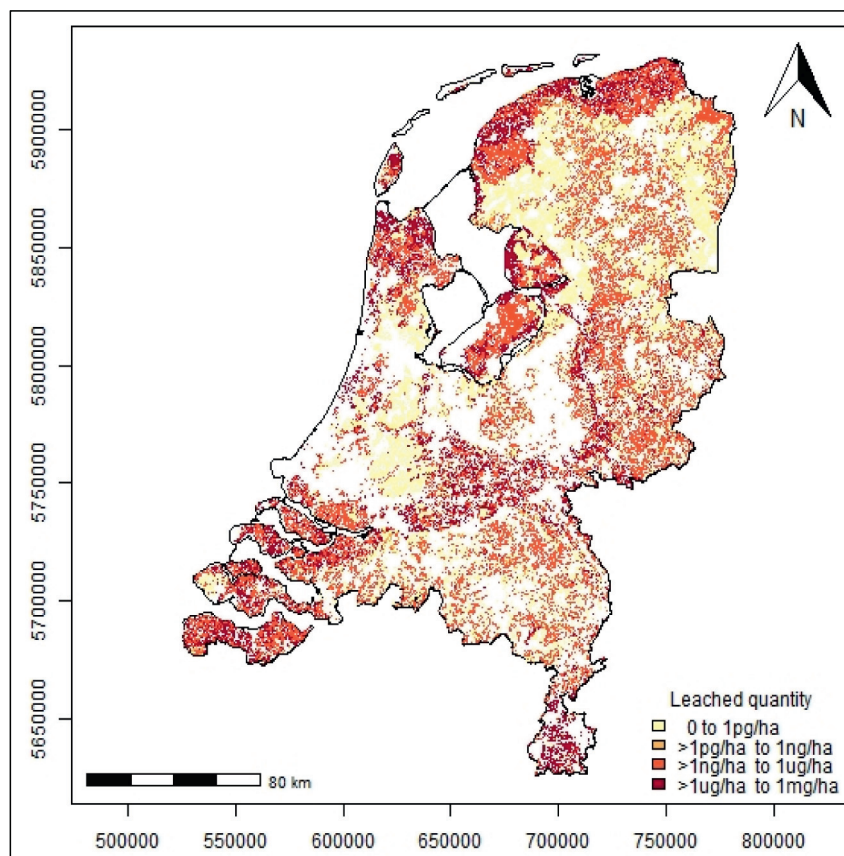 N
5900000
5850000
5800000
5750000
5700000
5650000
Leached quantity
0 to 1pg/ha
>1pg/ha to 1ng/ha
>1ng/ha to 1ug/ha
>1ug/ha to 1mg/ha
80 km
500000 550000 600000 650000 700000 750000 800000